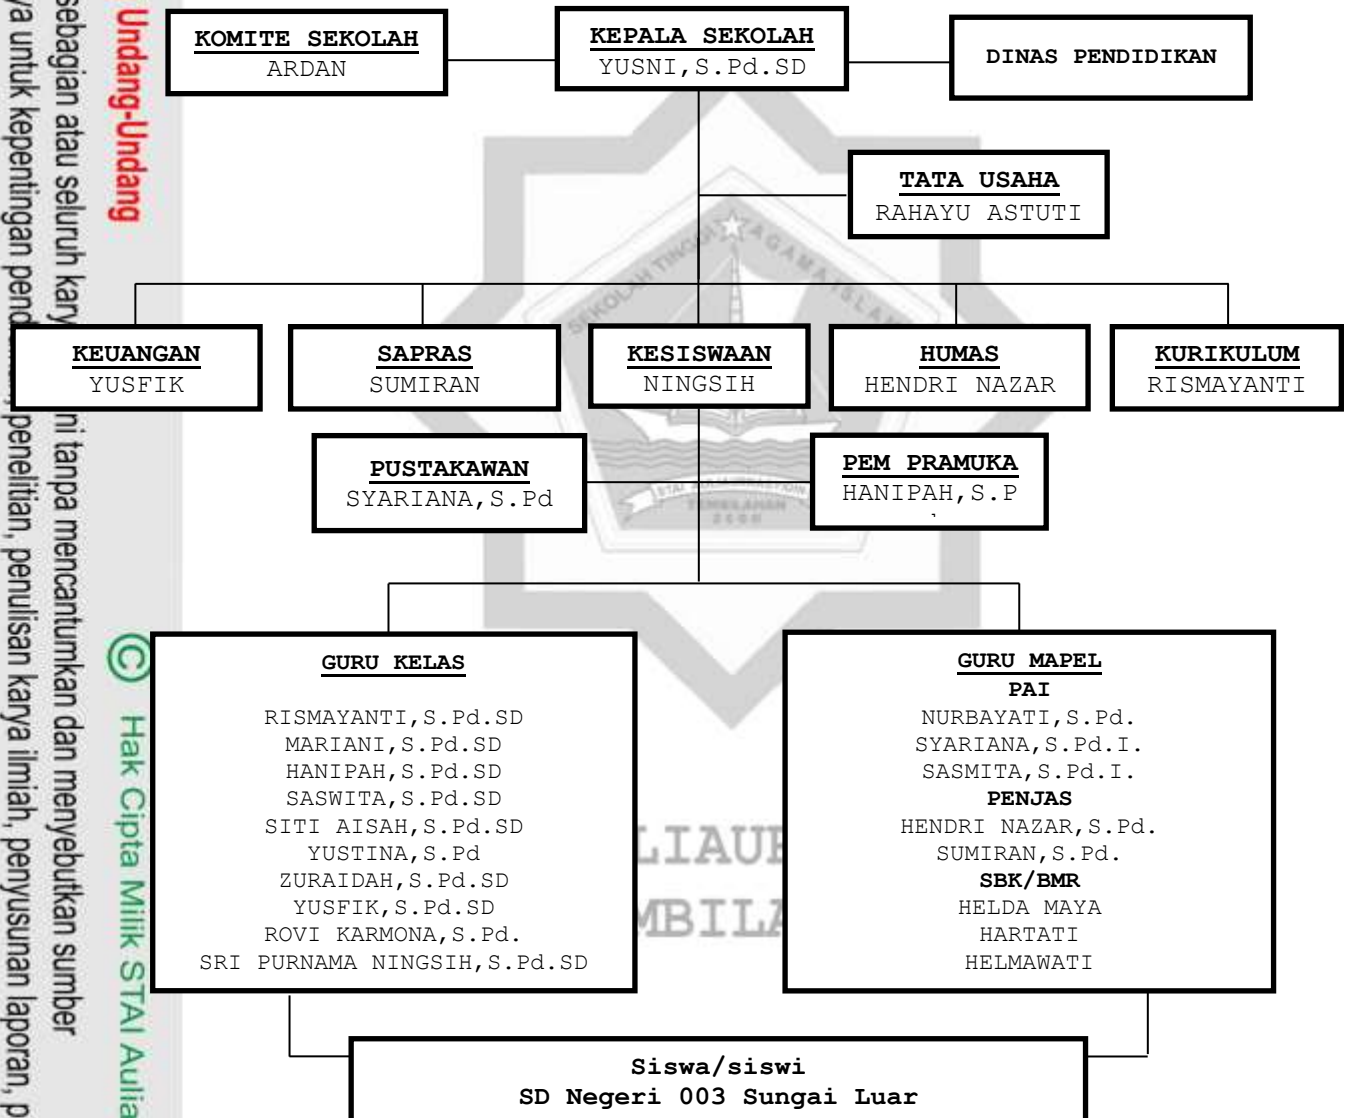 KOMITE SEKOLAH
ARDAN
KEPALA SEKOLAH
YUSNI,S.Pd.SD
DINAS PENDIDIKAN
TATA USAHA
RAHAYU ASTUTI
KEUANGAN
YUSFIK
SAPRAS
SUMIRAN
KESISWAAN
NINGSIH
HUMAS
HENDRI NAZAR
KURIKULUM
RISMAYANTI
PUSTAKAWAN
SYARIANA,S.Pd
PEM PRAMUKA
HANIPAH,S.P
GURU KELAS
RISMAYANTI,S.Pd.SD
MARIANI,S.Pd.SD
HANIPAH,S.Pd.SD
SASWITA,S.Pd.SD
SITI AISAH,S.Pd.SD
YUSTINA,S.Pd
ZURAIDAH,S.Pd.SD
YUSFIK,S.Pd.SD
ROVI KARMONA,S.Pd.
SRI PURNAMA NINGSIH,S.Pd.SD
GURU MAPEL
PAI
NURBAYATI,S.Pd.
SYARIANA,S.Pd.I.
SASMITA,S.Pd.I.
PENJAS
HENDRI NAZAR,S.Pd.
SUMIRAN,S.Pd.
SBK/BMR
HELDA MAYA
HARTATI
HELMAWATI
Siswa/siswi
SD Negeri 003 Sungai Luar
Undang-Undang
sebagian atau seluruh kary ni tanpa mencantumkan dan menyebutkan sumber
untuk kepentingan pend penelitian, penulisan karya ilmiah, penyusunan laporan, p
© Hak Cipta Milik STAI Aulia
SEKOLAH TINGGI AGAMA ISLAM
LIAU
MBILA